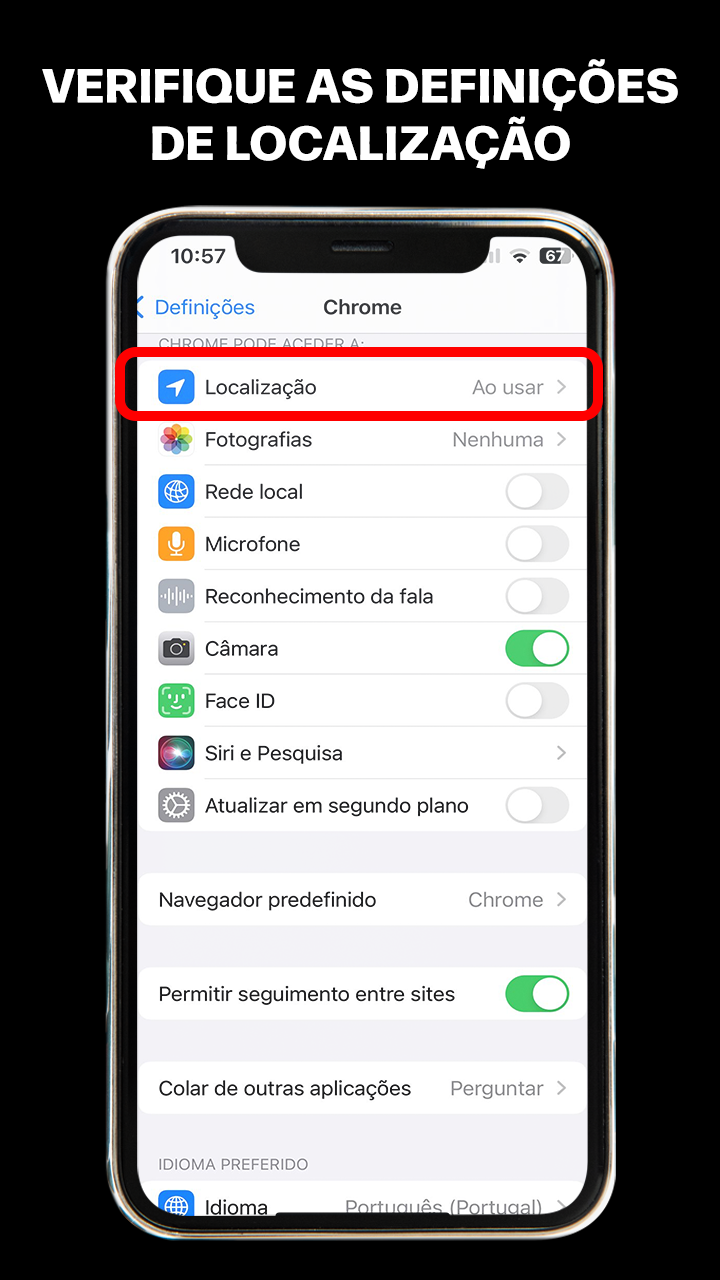 VERIFIQUE AS DEFINIÇÕES
DE LOCALIZAÇÃO
10:57
67
Definições
Chrome
CHROME PODE ACEDER A:
Localização
Ao usar
Fotografias
Nenhuma
Rede local
Microfone
Reconhecimento da fala
Câmara
Face ID
Siri e Pesquisa
Atualizar em segundo plano
Navegador predefinido
Chrome
Permitir seguimento entre sites
Colar de outras aplicações
Perguntar
IDIOMA PREFERIDO
Idioma
Português (Portugal)